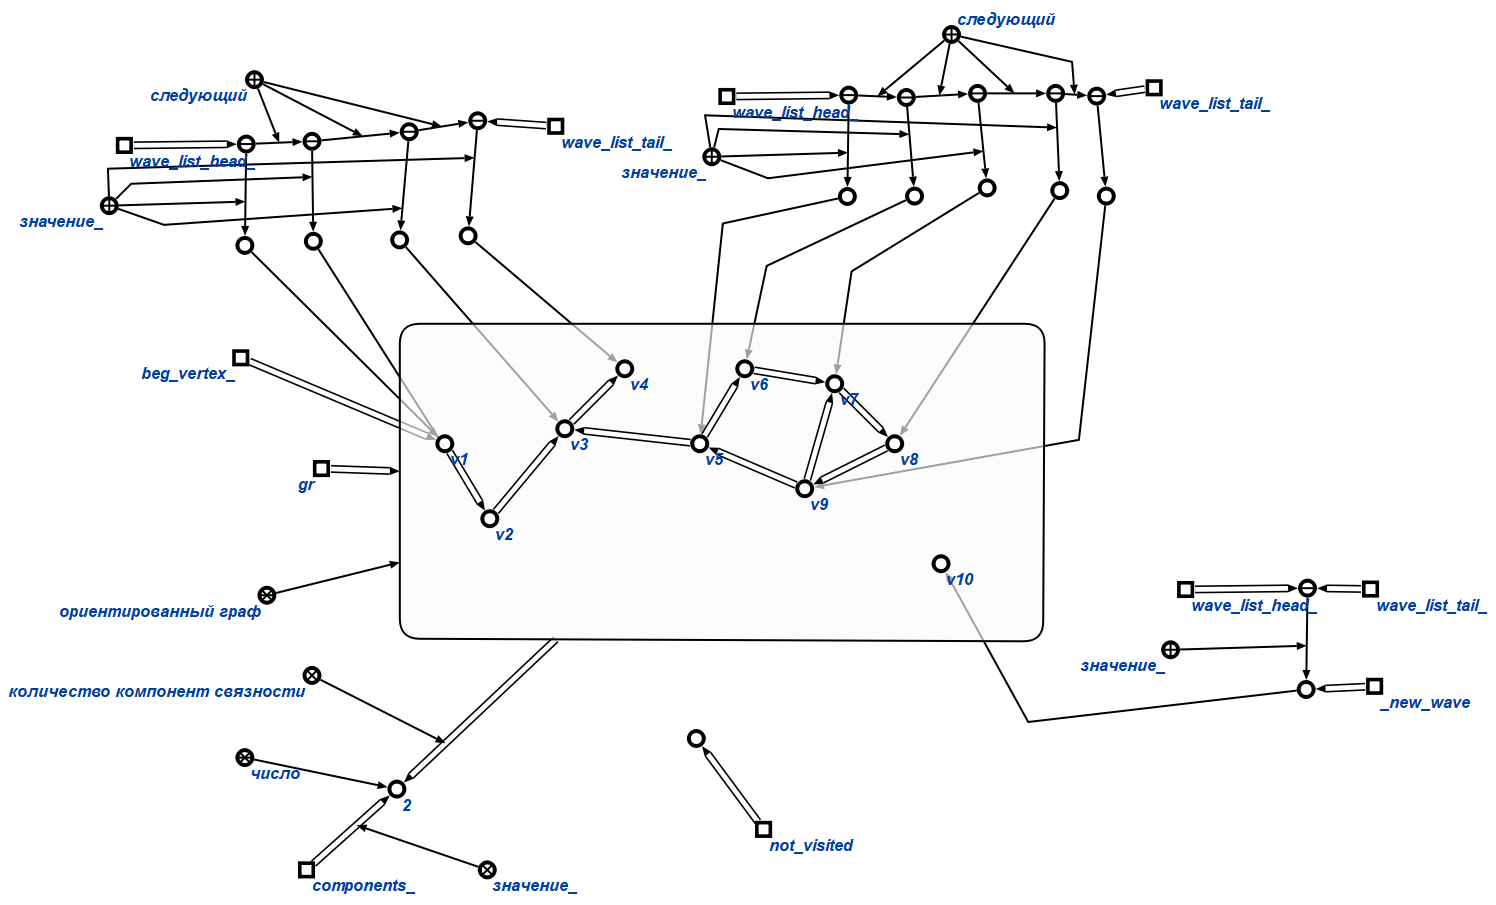 следующий
следующий
wave_list_head_
wave_list_tail_
wave_list_head_
wave_list_tail_
значение_
значение_
beg_vertex_
v4
v6
v7
v1
v3
v5
v8
gr
v9
v2
v10
ориентированный граф
wave_list_head_
wave_list_tail_
значение_
количество компонент связности
_new_wave
число
2
not_visited
components_
значение_